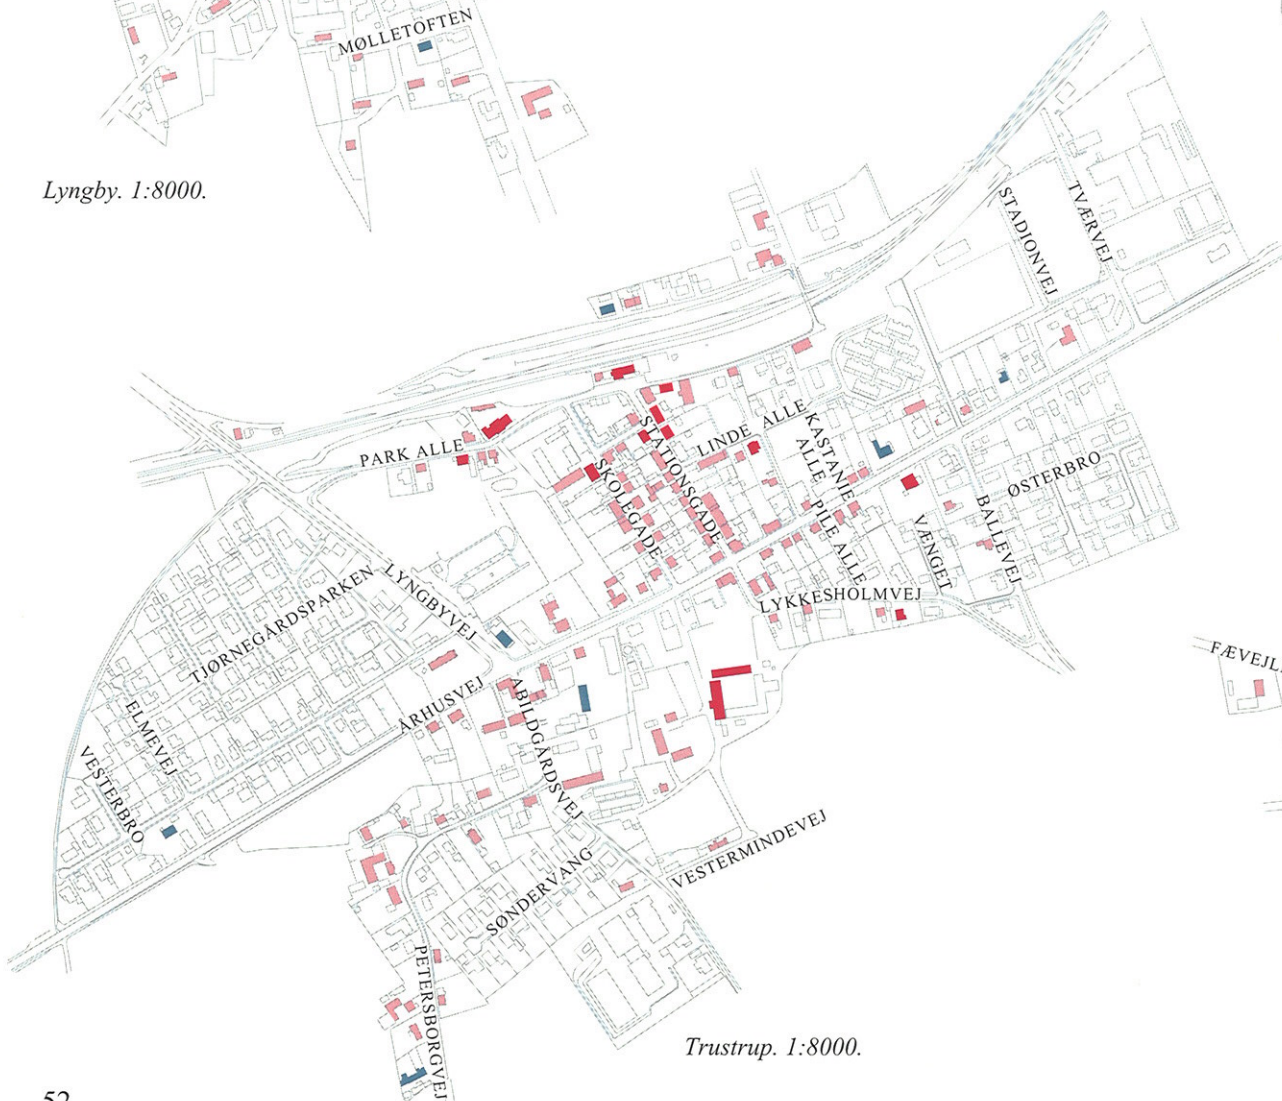 MØLLETOFTEN
Lyngby. 1:8000.
TVÆRVEJ
STADIONVEJ
STATIONSGADE
LINDE ALLE
KASTANIE
ALLE
PARK ALLE
SKOLEGADE
ØSTERBRO
PILE ALLE
BALLEVEJ
VÆNGET
LYKKESHOLMVEJ
LYNGBYVEJ
TJØRNEGÅRDSPARKEN
FÆVEJL
ÅRHUSVEJ
ABILDGÅRDSVEJ
ELMEVEJ
VESTERBRO
VESTERMINDEVEJ
SØNDERVANG
PETERSBORGVEJ
Trustrup. 1:8000.
52